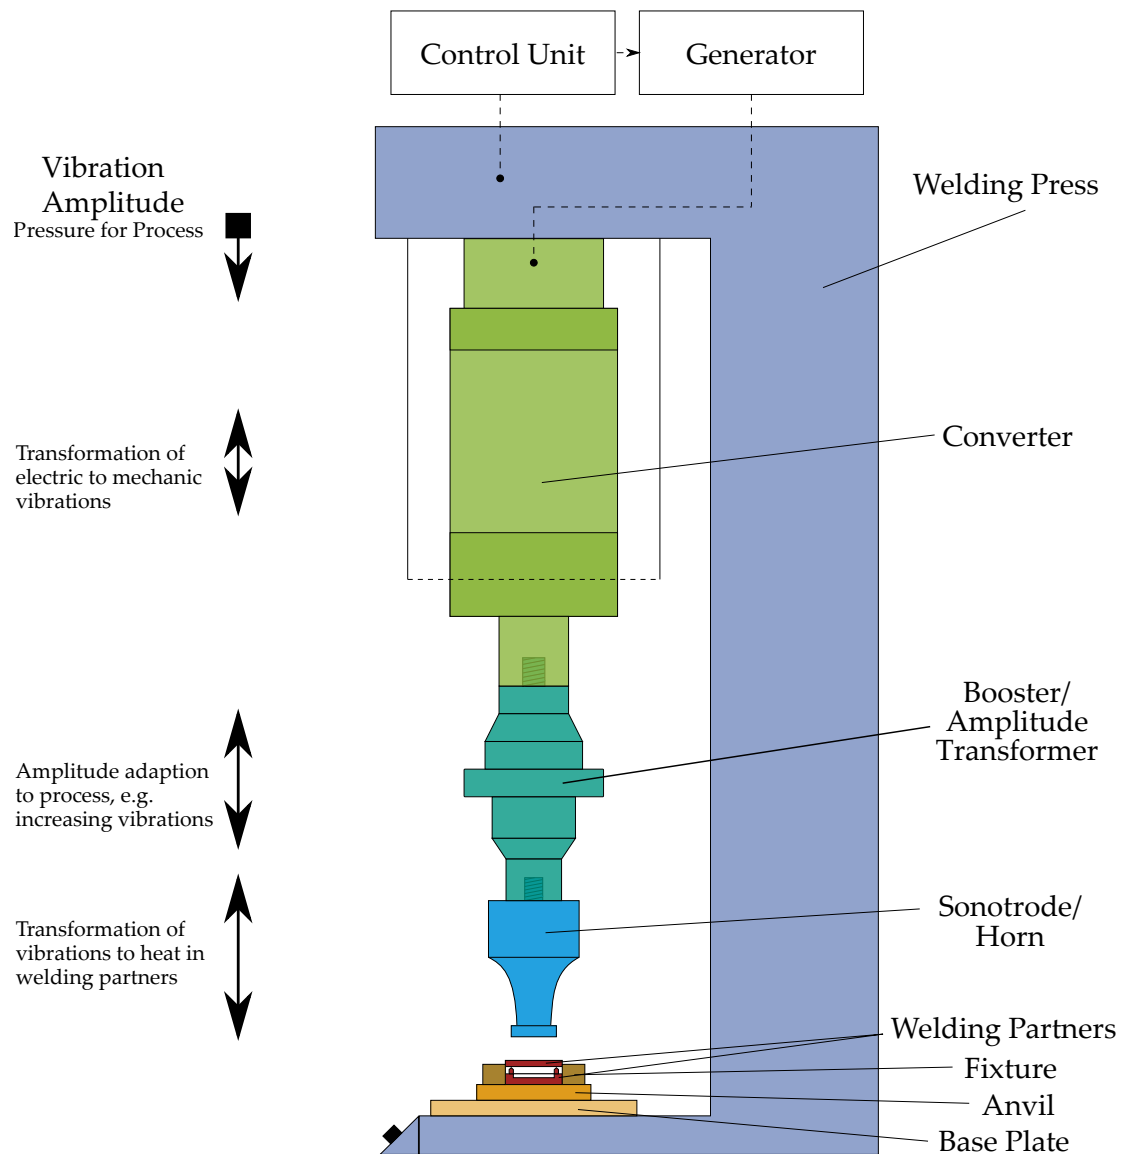 Control Unit
Generator
Vibration
Amplitude
Pressure for Process
Welding Press
Transformation of
electric to mechanic
vibrations
Converter
Booster/
Amplitude
Transformer
Amplitude adaption
to process, e.g.
increasing vibrations
Sonotrode/
Horn
Transformation of
vibrations to heat in
welding partners
Welding Partners
Fixture
Anvil
Base Plate